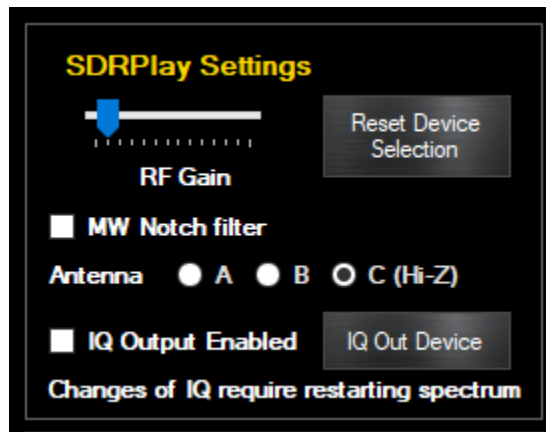 SDRPlay Settings
Reset Device
Selection
RF Gain
MW Notch filter
Antenna A B C (Hi-Z)
IQ Output Enabled
IQ Out Device
Changes of IQ require restarting spectrum